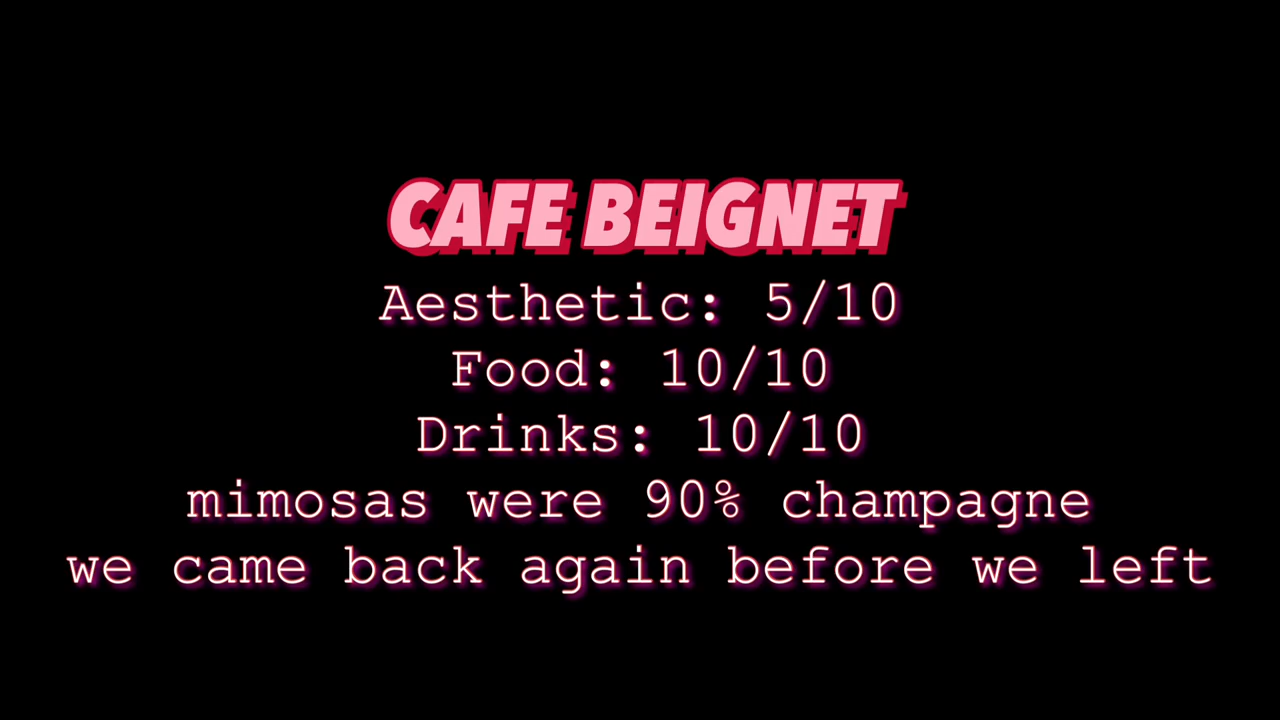 CAFE BEIGNET
Aesthetic: 5/10
Food: 10/10
Drinks: 10/10
mimosas were 90% champagne
we came back again before we left